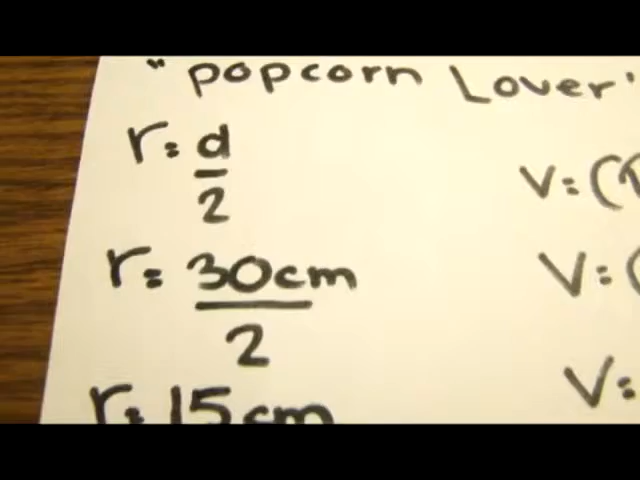 "popcorn Lover"
r = d/2
r = 30cm/2
r = 15cm
V = (
V = (
V =